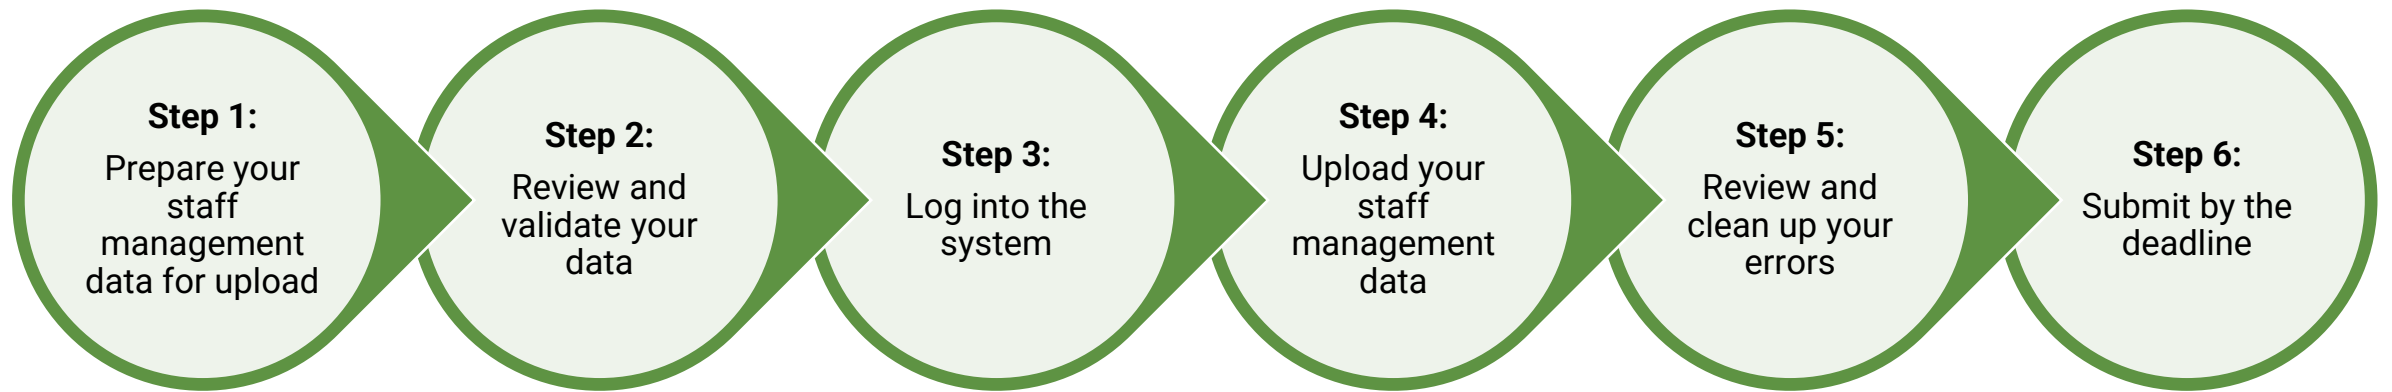 Step 1:
Prepare your
staff
management
data for upload
Step 2:
Review and
validate your
data
Step 3:
Log into the
system
Step 4:
Upload your
staff
management
data
Step 5:
Review and
clean up your
errors
Step 6:
Submit by the
deadline